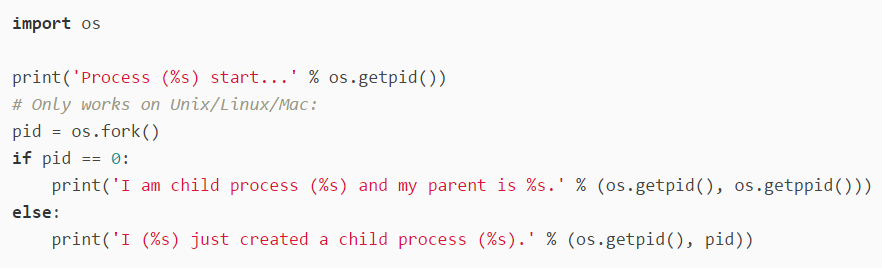 import os
print('Process (%s) start...' % os.getpid())
# Only works on Unix/Linux/Mac:
pid = os.fork()
if pid == 0:
    print('I am child process (%s) and my parent is %s.' % (os.getpid(), os.getppid()))
else:
    print('I (%s) just created a child process (%s).' % (os.getpid(), pid))